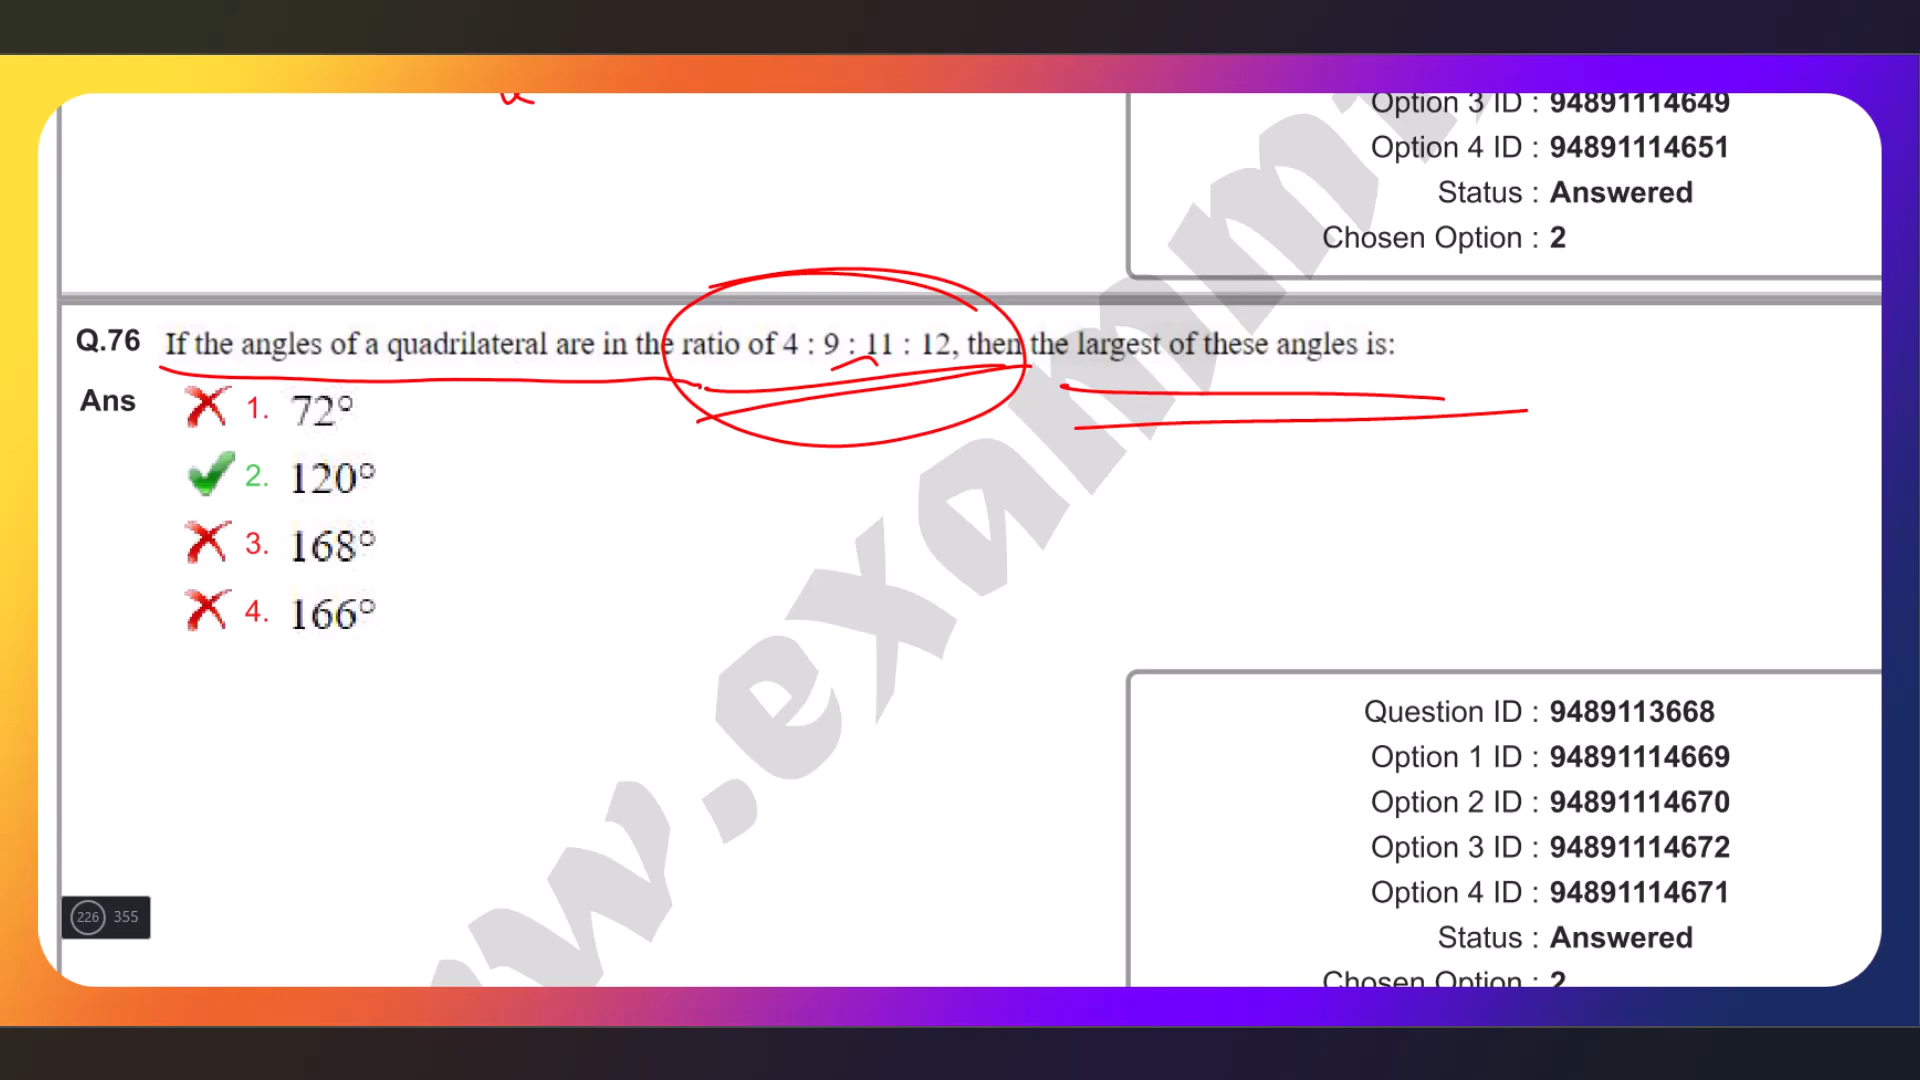 Option 3 ID : 94891114649
Option 4 ID : 94891114651
Status : Answered
Chosen Option : 2
Q.76 If the angles of a quadrilateral are in the ratio of 4 : 9 : 11 : 12, then the largest of these angles is:
Ans 1. 72°
2. 120°
3. 168°
4. 166°
Question ID : 9489113668
Option 1 ID : 94891114669
Option 2 ID : 94891114670
Option 3 ID : 94891114672
Option 4 ID : 94891114671
Status : Answered
Chosen Option : 2
226 355
w.examm